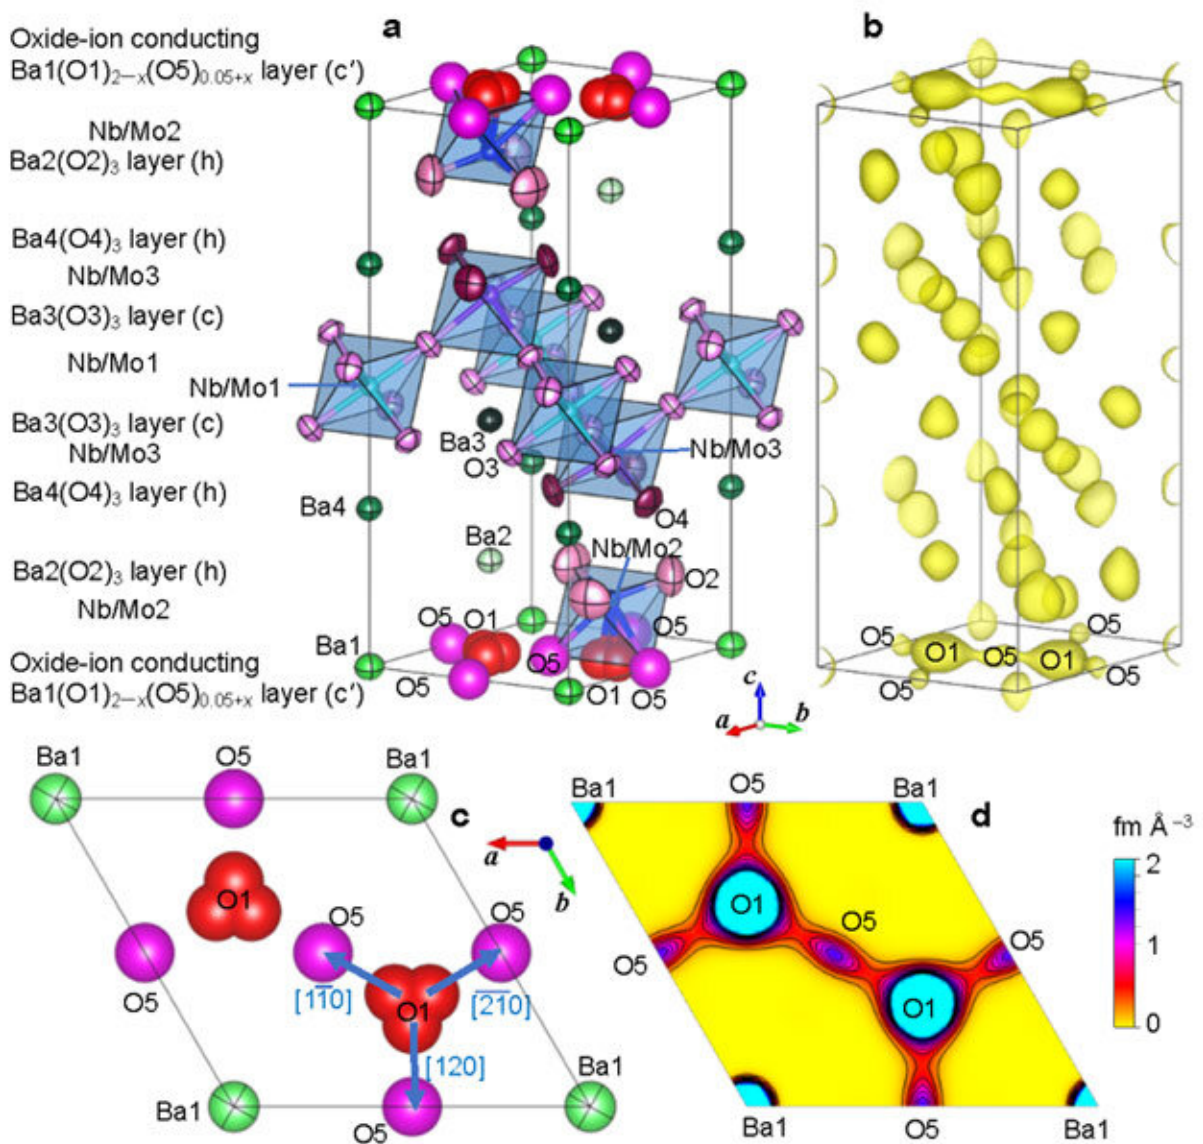 a
b
Oxide-ion conducting
Ba1(O1)₂₋ₓ(O5)₀.₀₅₊ₓ layer (c′)
Nb/Mo2
Ba2(O2)₃ layer (h)
Ba4(O4)₃ layer (h)
Nb/Mo3
Ba3(O3)₃ layer (c)
Nb/Mo1
Nb/Mo1
Ba3(O3)₃ layer (c)
Nb/Mo3
Ba4(O4)₃ layer (h)
Ba2(O2)₃ layer (h)
Nb/Mo2
Oxide-ion conducting
Ba1(O1)₂₋ₓ(O5)₀.₀₅₊ₓ layer (c′)
Ba3
O3
Nb/Mo3
Ba4
O4
Ba2
Nb/Mo2
O2
O5
O1
O5
Ba1
O5
O5
O1
O5
O5
O5
O1
O5
O1
O5
O5
c
a
b
Ba1
O5
Ba1
c
O1
O5
O5
O5
[11̅0]
[2̅1̅0]
O1
[120]
Ba1
O5
Ba1
a
b
Ba1
O5
Ba1
d
O1
O5
O5
O5
O1
Ba1
O5
Ba1
fm Å⁻³
2
1
0